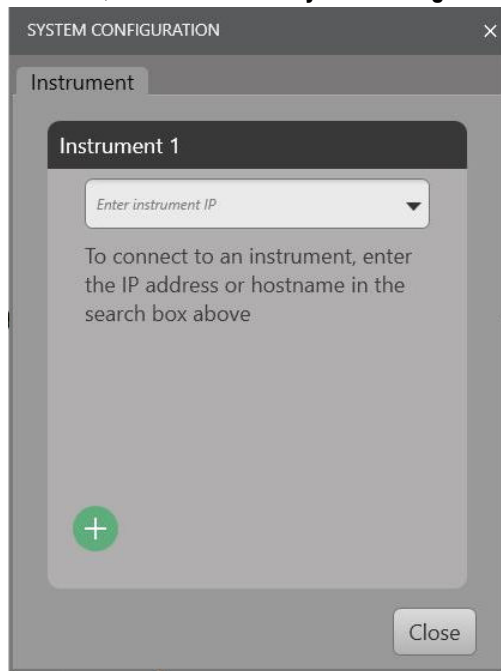 SYSTEM CONFIGURATION
Instrument
Instrument 1
Enter instrument IP
To connect to an instrument, enter
the IP address or hostname in the
search box above
Close